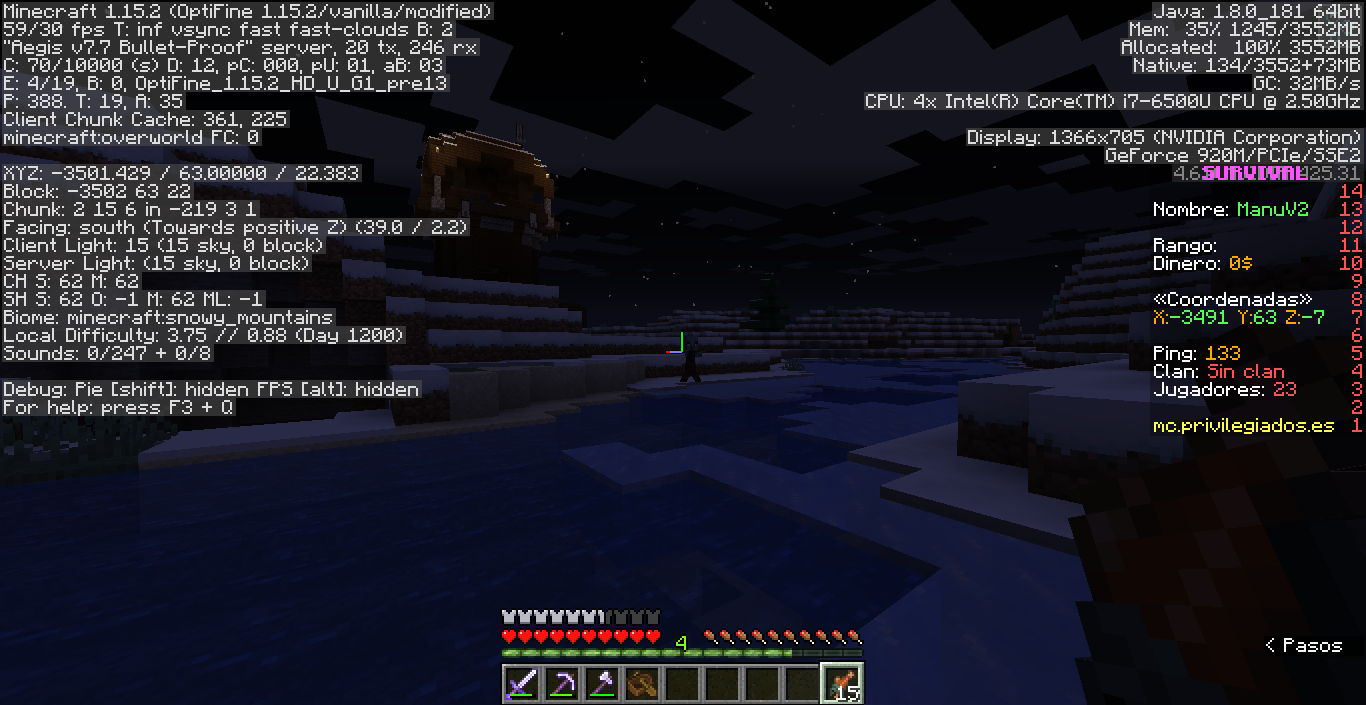 Minecraft 1.15.2 (OptiFine 1.15.2/vanilla/modified)
59/30 fps T: inf vsync fast fast-clouds B: 2
"Aegis v7.7 Bullet-Proof" server, 20 tx, 246 rx
C: 70/10000 (s) D: 12, pC: 000, pU: 01, aB: 03
E: 4/19, B: 0, OptiFine_1.15.2_HD_U_G1_pre13
P: 388. T: 19, A: 35
Client Chunk Cache: 361, 225
minecraft:overworld FC: 0
XYZ: -3501.429 / 63.00000 / 22.383
Block: -3502 63 22
Chunk: 2 15 6 in -219 3 1
Facing: south (Towards positive Z) (39.0 / 2.2)
Client Light: 15 (15 sky, 0 block)
Server Light: (15 sky, 0 block)
CH S: 62 M: 62
SH S: 62 O: -1 M: 62 ML: -1
Biome: minecraft:snowy_mountains
Local Difficulty: 3.75 // 0.88 (Day 1200)
Sounds: 0/247 + 0/8
Debug: Pie [shift]: hidden FPS [alt]: hidden
For help: press F3 + Q
Java: 1.8.0_181 64bit
Mem: 35% 1245/3552MB
Allocated: 100% 3552MB
Native: 134/3552+73MB
GC: 32MB/s
CPU: 4x Intel(R) Core(TM) i7-6500U CPU @ 2.50GHz
Display: 1366x705 (NVIDIA Corporation)
GeForce 920M/PCIe/SSE2
SURVIVAL
14
Nombre: ManuV2 13
12
Rango: 11
Dinero: 0$ 10
9
«Coordenadas» 8
X:-3491 Y:63 Z:-7 7
6
Ping: 133 5
Clan: Sin clan 4
Jugadores: 23 3
2
mc.privilegiados.es 1
< Pasos
4
15